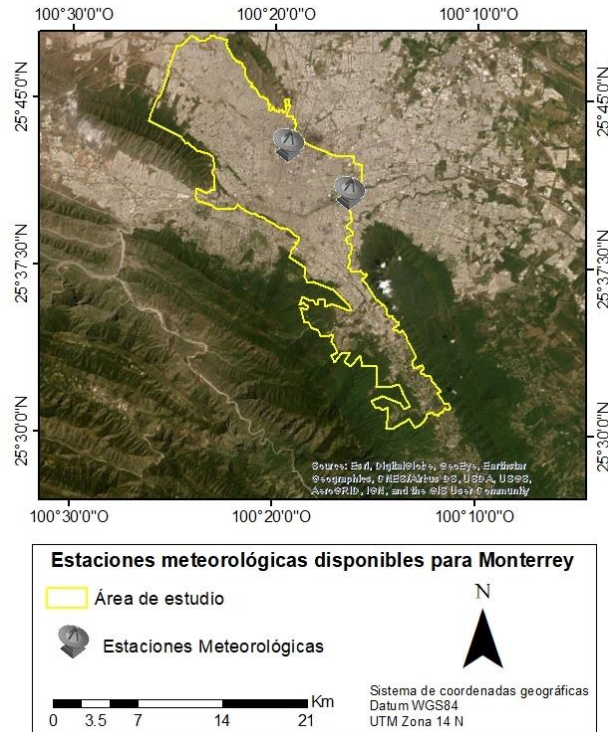 100°30'0"O 100°20'0"O 100°10'0"O
25°45'0"N 25°45'0"N
25°37'30"N 25°37'30"N
25°30'0"N 25°30'0"N
Source: Esri, DigitalGlobe, GeoEye, Earthstar
Geographics, CNES/Airbus DS, USDA, USGS,
AeroGRID, IGN, and the GIS User Community
100°30'0"O 100°20'0"O 100°10'0"O
Estaciones meteorológicas disponibles para Monterrey
Área de estudio
N
Estaciones Meteorológicas
Km
0 3.5 7 14 21
Sistema de coordenadas geográficas
Datum WGS84
UTM Zona 14 N